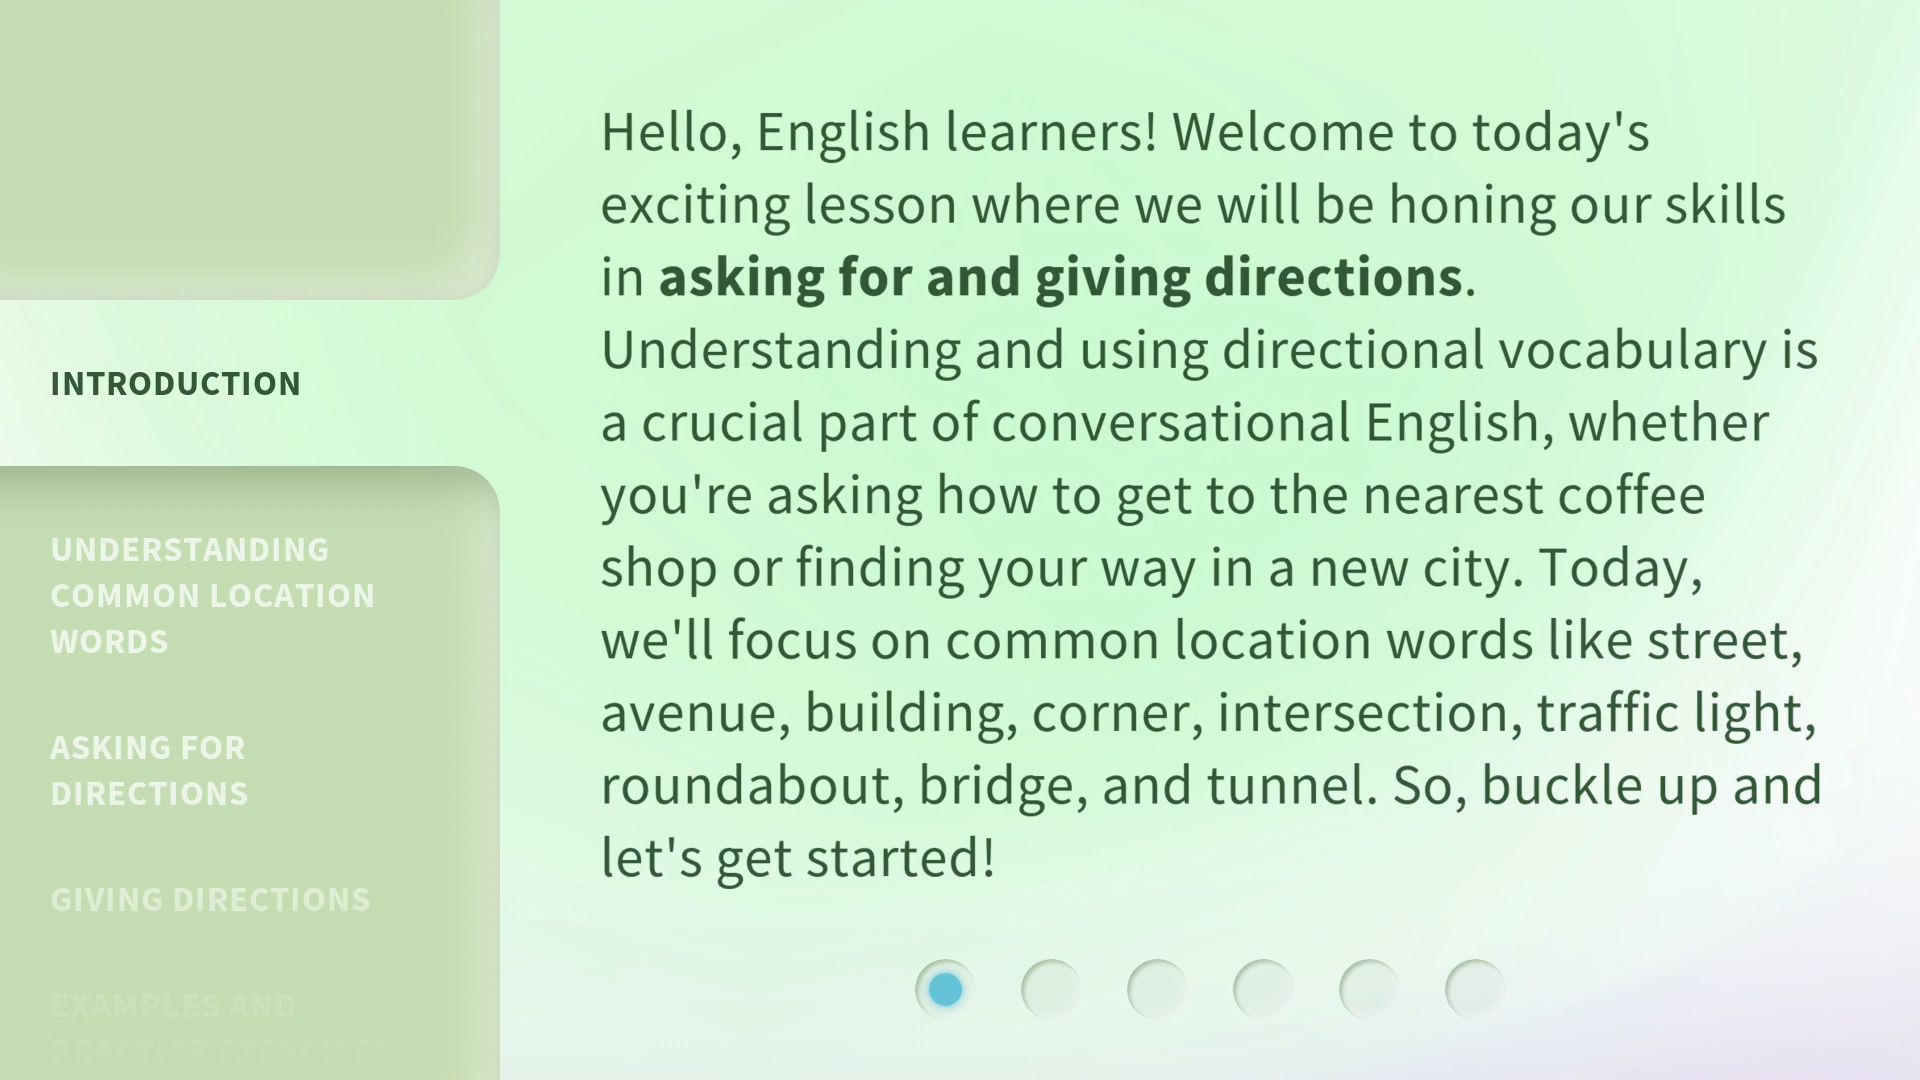 INTRODUCTION
UNDERSTANDING
COMMON LOCATION
WORDS
ASKING FOR
DIRECTIONS
GIVING DIRECTIONS
EXAMPLES AND
PRACTICE EXERCISES
Hello, English learners! Welcome to today's
exciting lesson where we will be honing our skills
in asking for and giving directions.
Understanding and using directional vocabulary is
a crucial part of conversational English, whether
you're asking how to get to the nearest coffee
shop or finding your way in a new city. Today,
we'll focus on common location words like street,
avenue, building, corner, intersection, traffic light,
roundabout, bridge, and tunnel. So, buckle up and
let's get started!